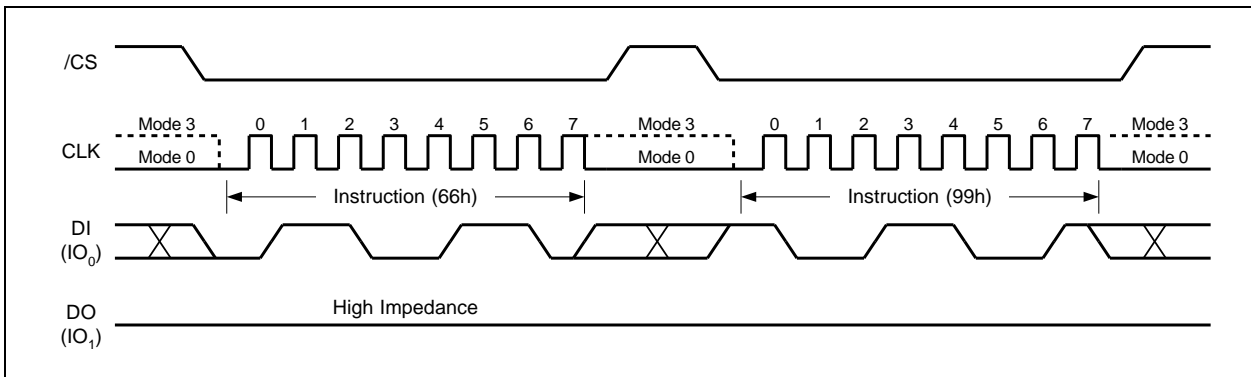 /CS
Mode 3 0 1 2 3 4 5 6 7 Mode 3 0 1 2 3 4 5 6 7 Mode 3
CLK Mode 0 Mode 0 Mode 0
Instruction (66h) Instruction (99h)
DI
(IO₀)
High Impedance
DO
(IO₁)